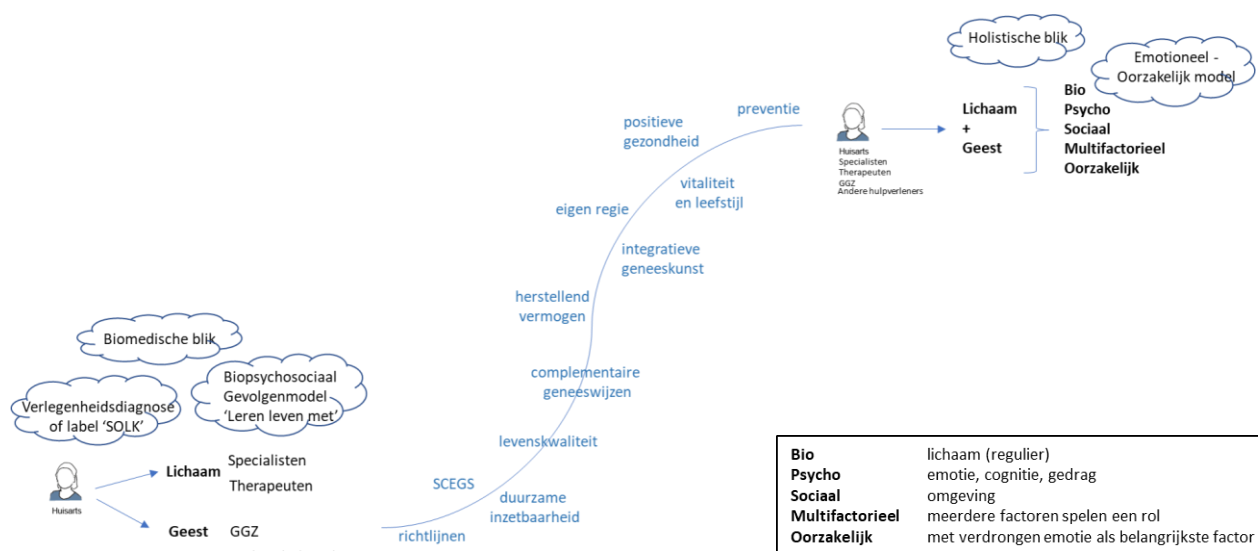 Holistische blik
Emotioneel -
Oorzakelijk model
preventie
positieve
gezondheid
vitaliteit
en leefstijl
eigen regie
integratieve
geneeskunst
herstellend
vermogen
complementaire
geneeswijzen
levenskwaliteit
SCEGS
duurzame
inzetbaarheid
richtlijnen
Huisarts
Specialisten
Therapeuten
GGZ
Andere hulpverleners
Lichaam
+
Geest
Bio
Psycho
Sociaal
Multifactorieel
Oorzakelijk
Biomedische blik
Biopsychosociaal
Gevolgenmodel
'Leren leven met'
Verlegenheidsdiagnose
of label 'SOLK'
Huisarts
Lichaam
Specialisten
Therapeuten
Geest GGZ
Bio lichaam (regulier)
Psycho emotie, cognitie, gedrag
Sociaal omgeving
Multifactorieel meerdere factoren spelen een rol
Oorzakelijk met verdrongen emotie als belangrijkste factor